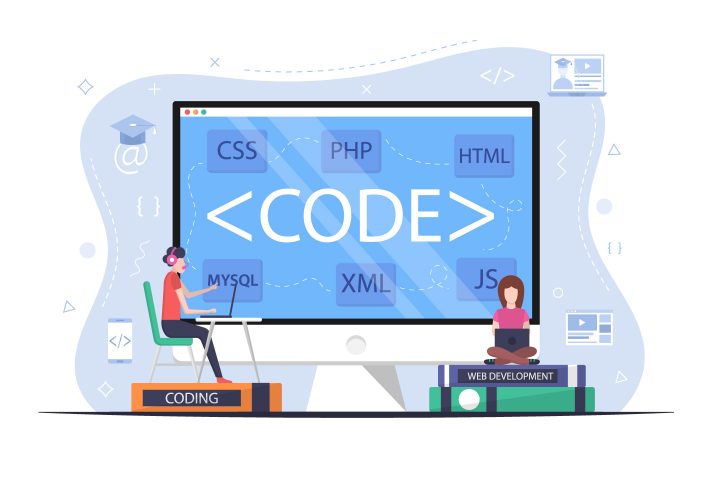 </>
@
CSS
PHP
HTML
<CODE>
{ }
{ }
MYSQL
XML
JS
</>
WEB DEVELOPMENT
CODING